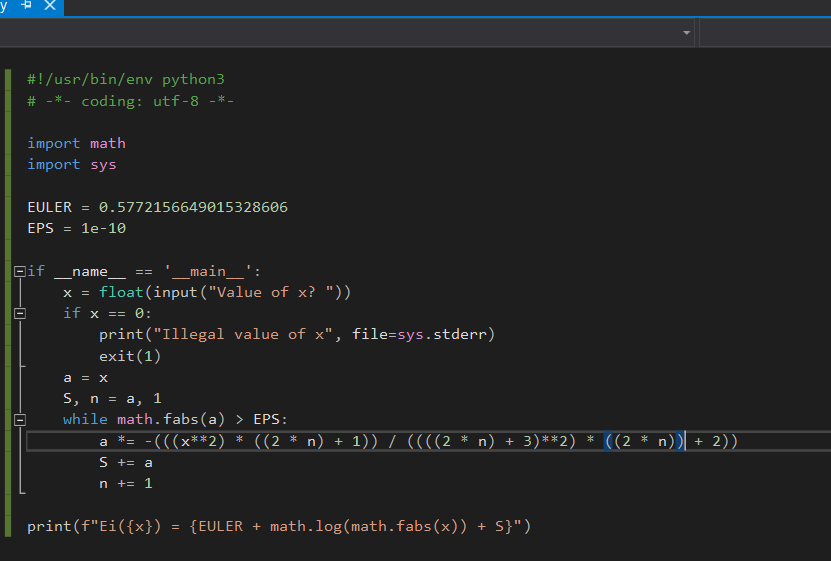 y
#!/usr/bin/env python3
# -*- coding: utf-8 -*-
import math
import sys
EULER = 0.5772156649015328606
EPS = 1e-10
if __name__ == '__main__':
    x = float(input("Value of x? "))
    if x == 0:
        print("Illegal value of x", file=sys.stderr)
        exit(1)
    a = x
    S, n = a, 1
    while math.fabs(a) > EPS:
        a *= -(((x**2) * ((2 * n) + 1)) / ((((2 * n) + 3)**2) * ((2 * n)) + 2))
        S += a
        n += 1
print(f"Ei({x}) = {EULER + math.log(math.fabs(x)) + S}")